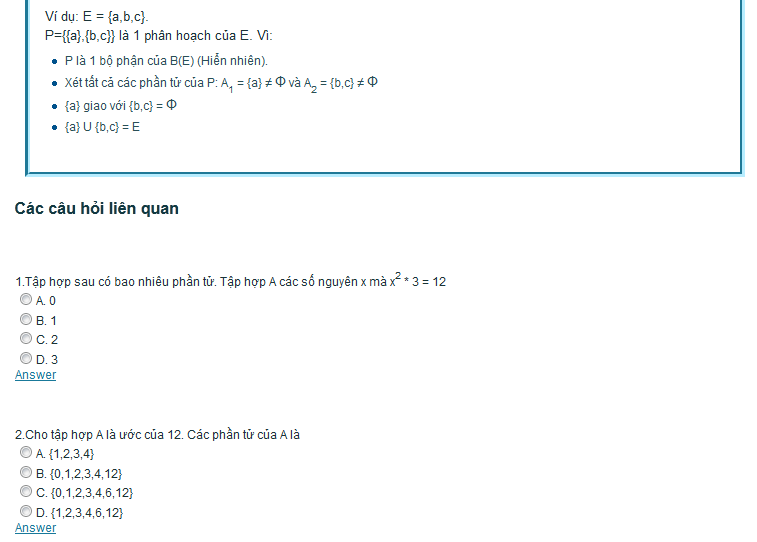 Ví dụ: E = {a,b,c}.
P={{a},{b,c}} là 1 phân hoạch của E. Vì:
P là 1 bộ phận của B(E) (Hiển nhiên).
Xét tất cả các phần tử của P: A1 = {a} ≠ Φ và A2 = {b,c} ≠ Φ
{a} giao với {b,c} = Φ
{a} U {b,c} = E
Các câu hỏi liên quan
1.Tập hợp sau có bao nhiêu phần tử. Tập hợp A các số nguyên x mà x2 * 3 = 12
A. 0
B. 1
C. 2
D. 3
Answer
2.Cho tập hợp A là ước của 12. Các phần tử của A là
A. {1,2,3,4}
B. {0,1,2,3,4,12}
C. {0,1,2,3,4,6,12}
D. {1,2,3,4,6,12}
Answer